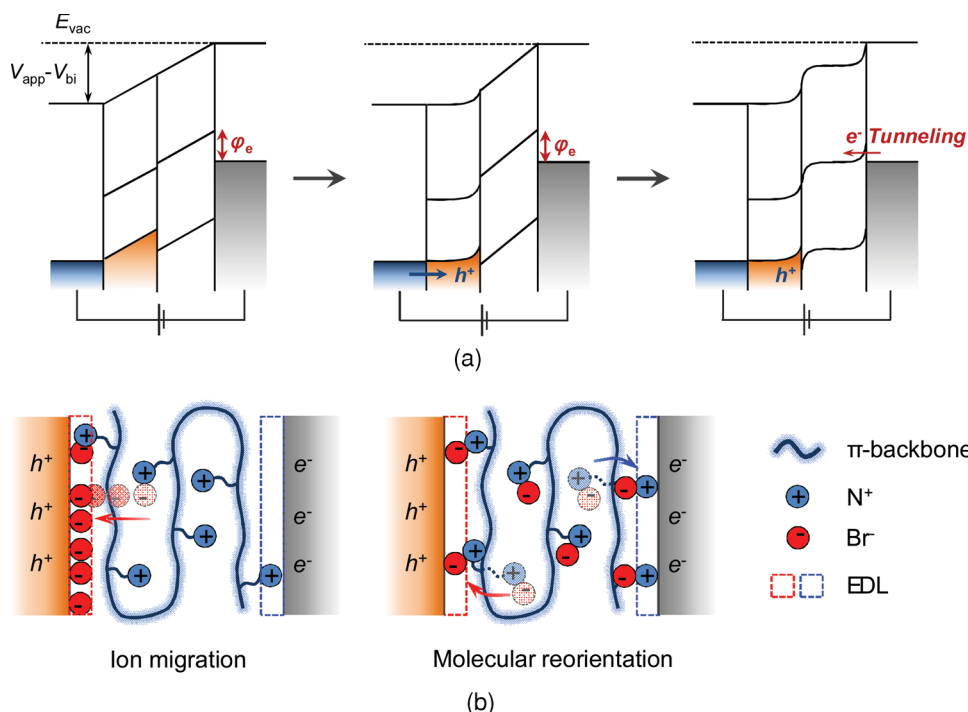 (a)
E_vac
V_app-V_bi
φ_e
φ_e
e⁻ Tunneling
h⁺
h⁺
(a)
(b)
h⁺
h⁺
h⁺
e⁻
e⁻
e⁻
h⁺
h⁺
h⁺
e⁻
e⁻
e⁻
π-backbone
N⁺
Br⁻
EDL
Ion migration
Molecular reorientation
(b)